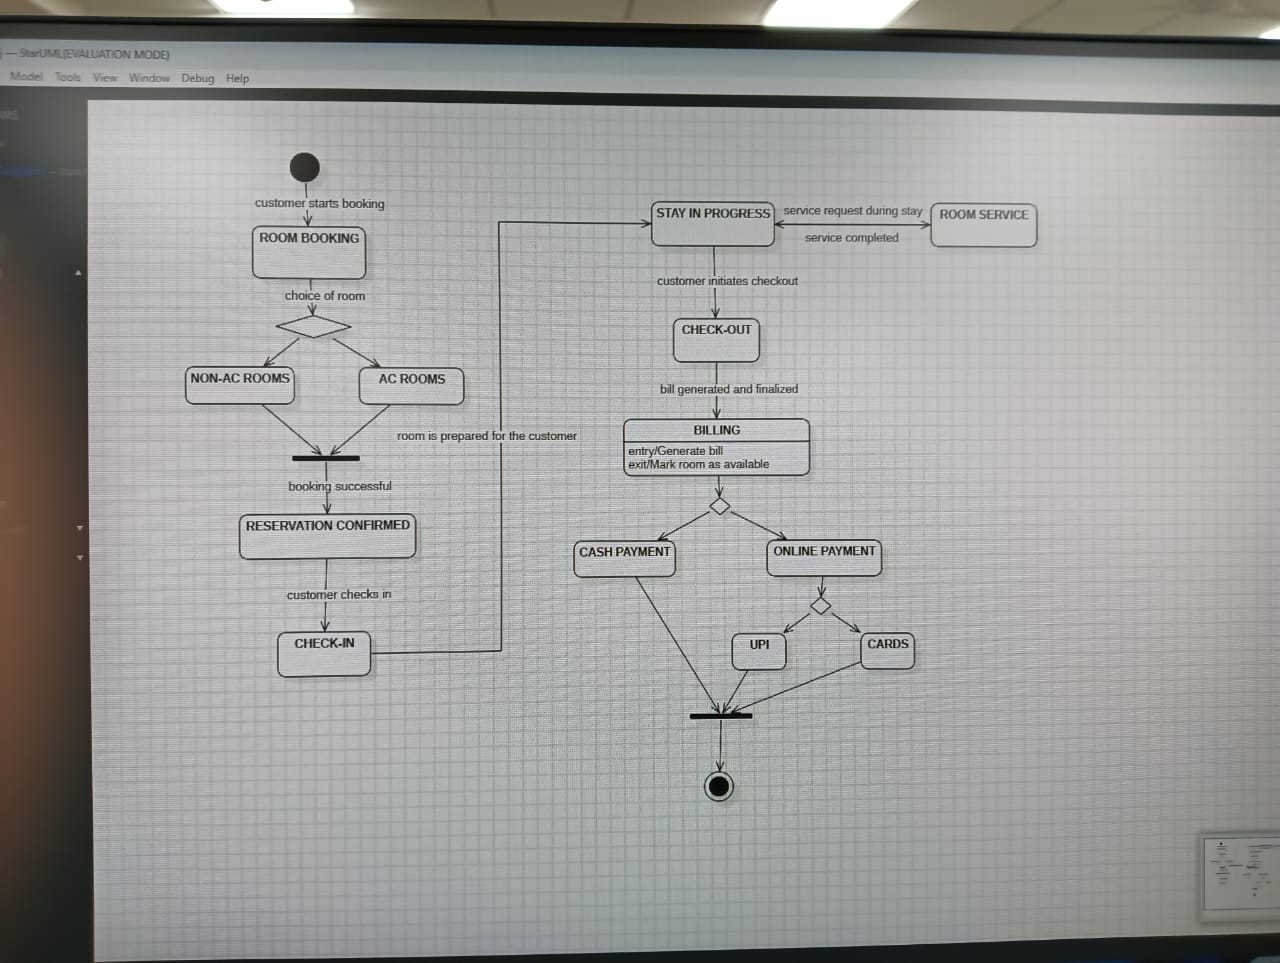 — StarUML(EVALUATION MODE)
Model Tools View Window Debug Help
customer starts booking
ROOM BOOKING
choice of room
NON-AC ROOMS
AC ROOMS
booking successful
RESERVATION CONFIRMED
customer checks in
CHECK-IN
room is prepared for the customer
STAY IN PROGRESS
service request during stay
service completed
ROOM SERVICE
customer initiates checkout
CHECK-OUT
bill generated and finalized
BILLING
entry/Generate bill
exit/Mark room as available
CASH PAYMENT
ONLINE PAYMENT
UPI
CARDS